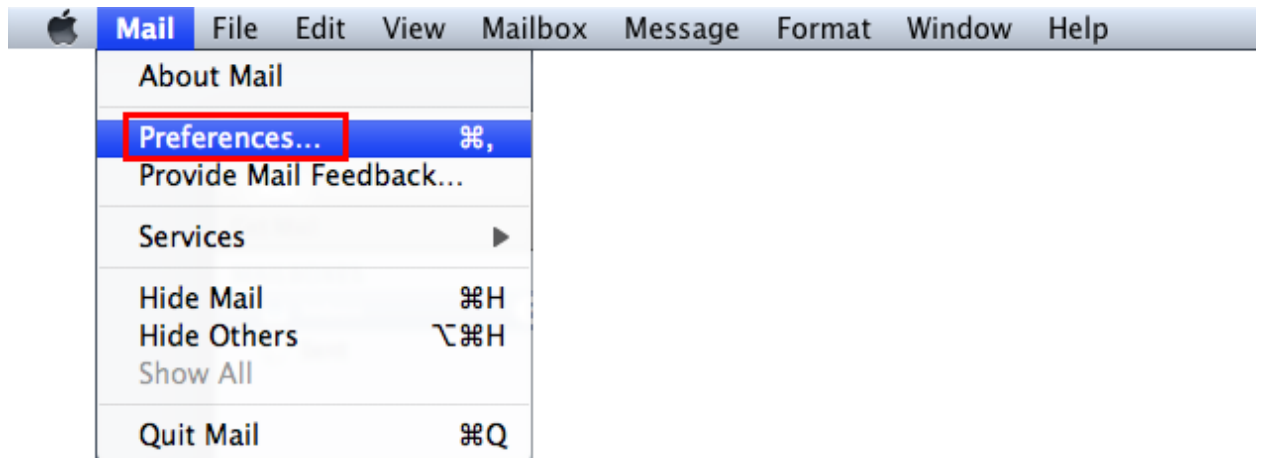 Mail File Edit View Mailbox Message Format Window Help
About Mail
Preferences... ⌘,
Provide Mail Feedback...
Services ▶
Hide Mail ⌘H
Hide Others ⌥⌘H
Show All
Quit Mail ⌘Q